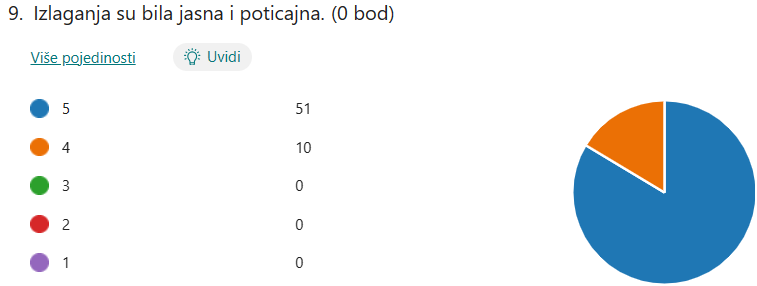 9. Izlaganja su bila jasna i poticajna. (0 bod)
Više pojedinosti Uvidi
5 51
4 10
3 0
2 0
1 0